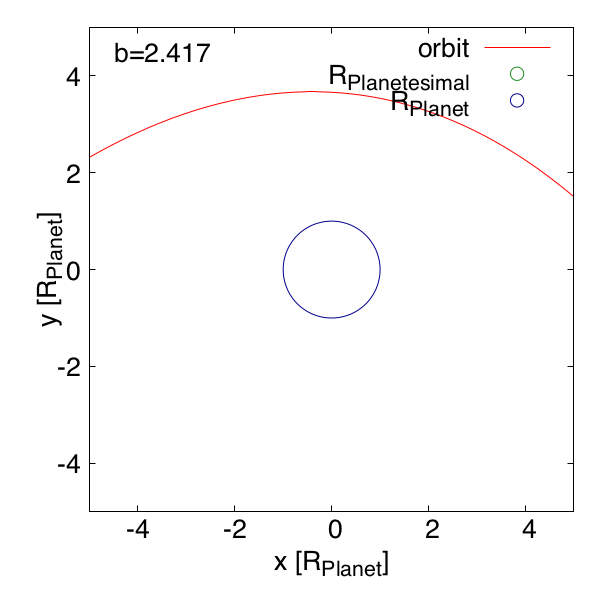 b=2.417
orbit
R_Planetesimal
R_Planet
4
2
0
-2
-4
y [R_Planet]
-4 -2 0 2 4
x [R_Planet]